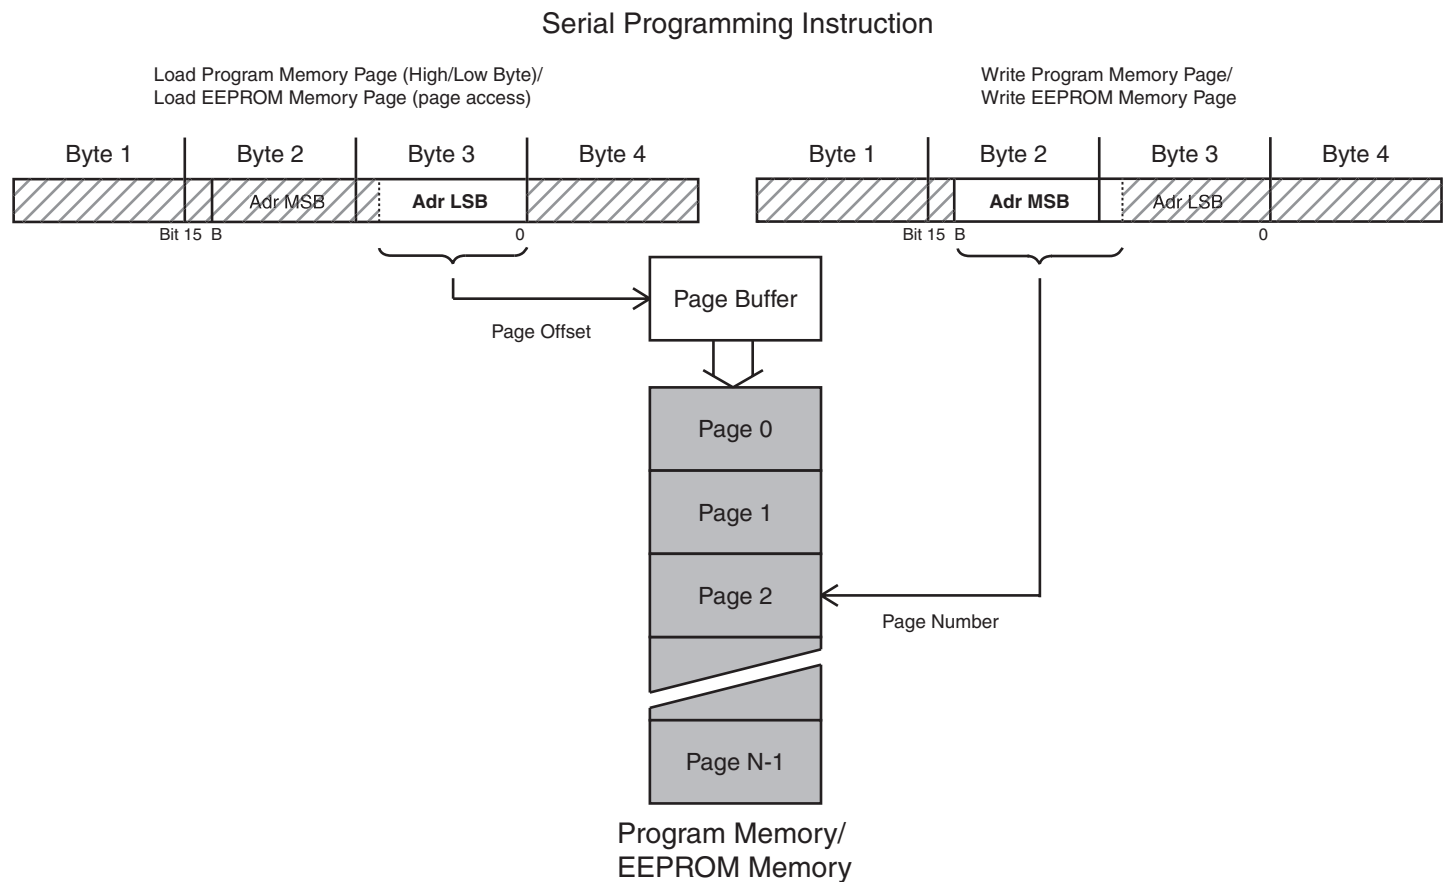 Serial Programming Instruction
Load Program Memory Page (High/Low Byte)/
Load EEPROM Memory Page (page access)
Write Program Memory Page/
Write EEPROM Memory Page
Byte 1 Byte 2 Byte 3 Byte 4
Adr MSB Adr LSB
Bit 15 B 0
Byte 1 Byte 2 Byte 3 Byte 4
Adr MSB Adr LSB
Bit 15 B 0
Page Buffer
Page Offset
Page 0
Page 1
Page 2
Page Number
Page N-1
Program Memory/
EEPROM Memory